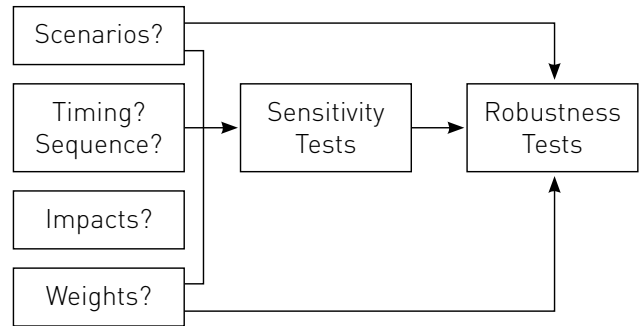 Scenarios?
Timing?
Sequence?
Impacts?
Weights?
Sensitivity
Tests
Robustness
Tests